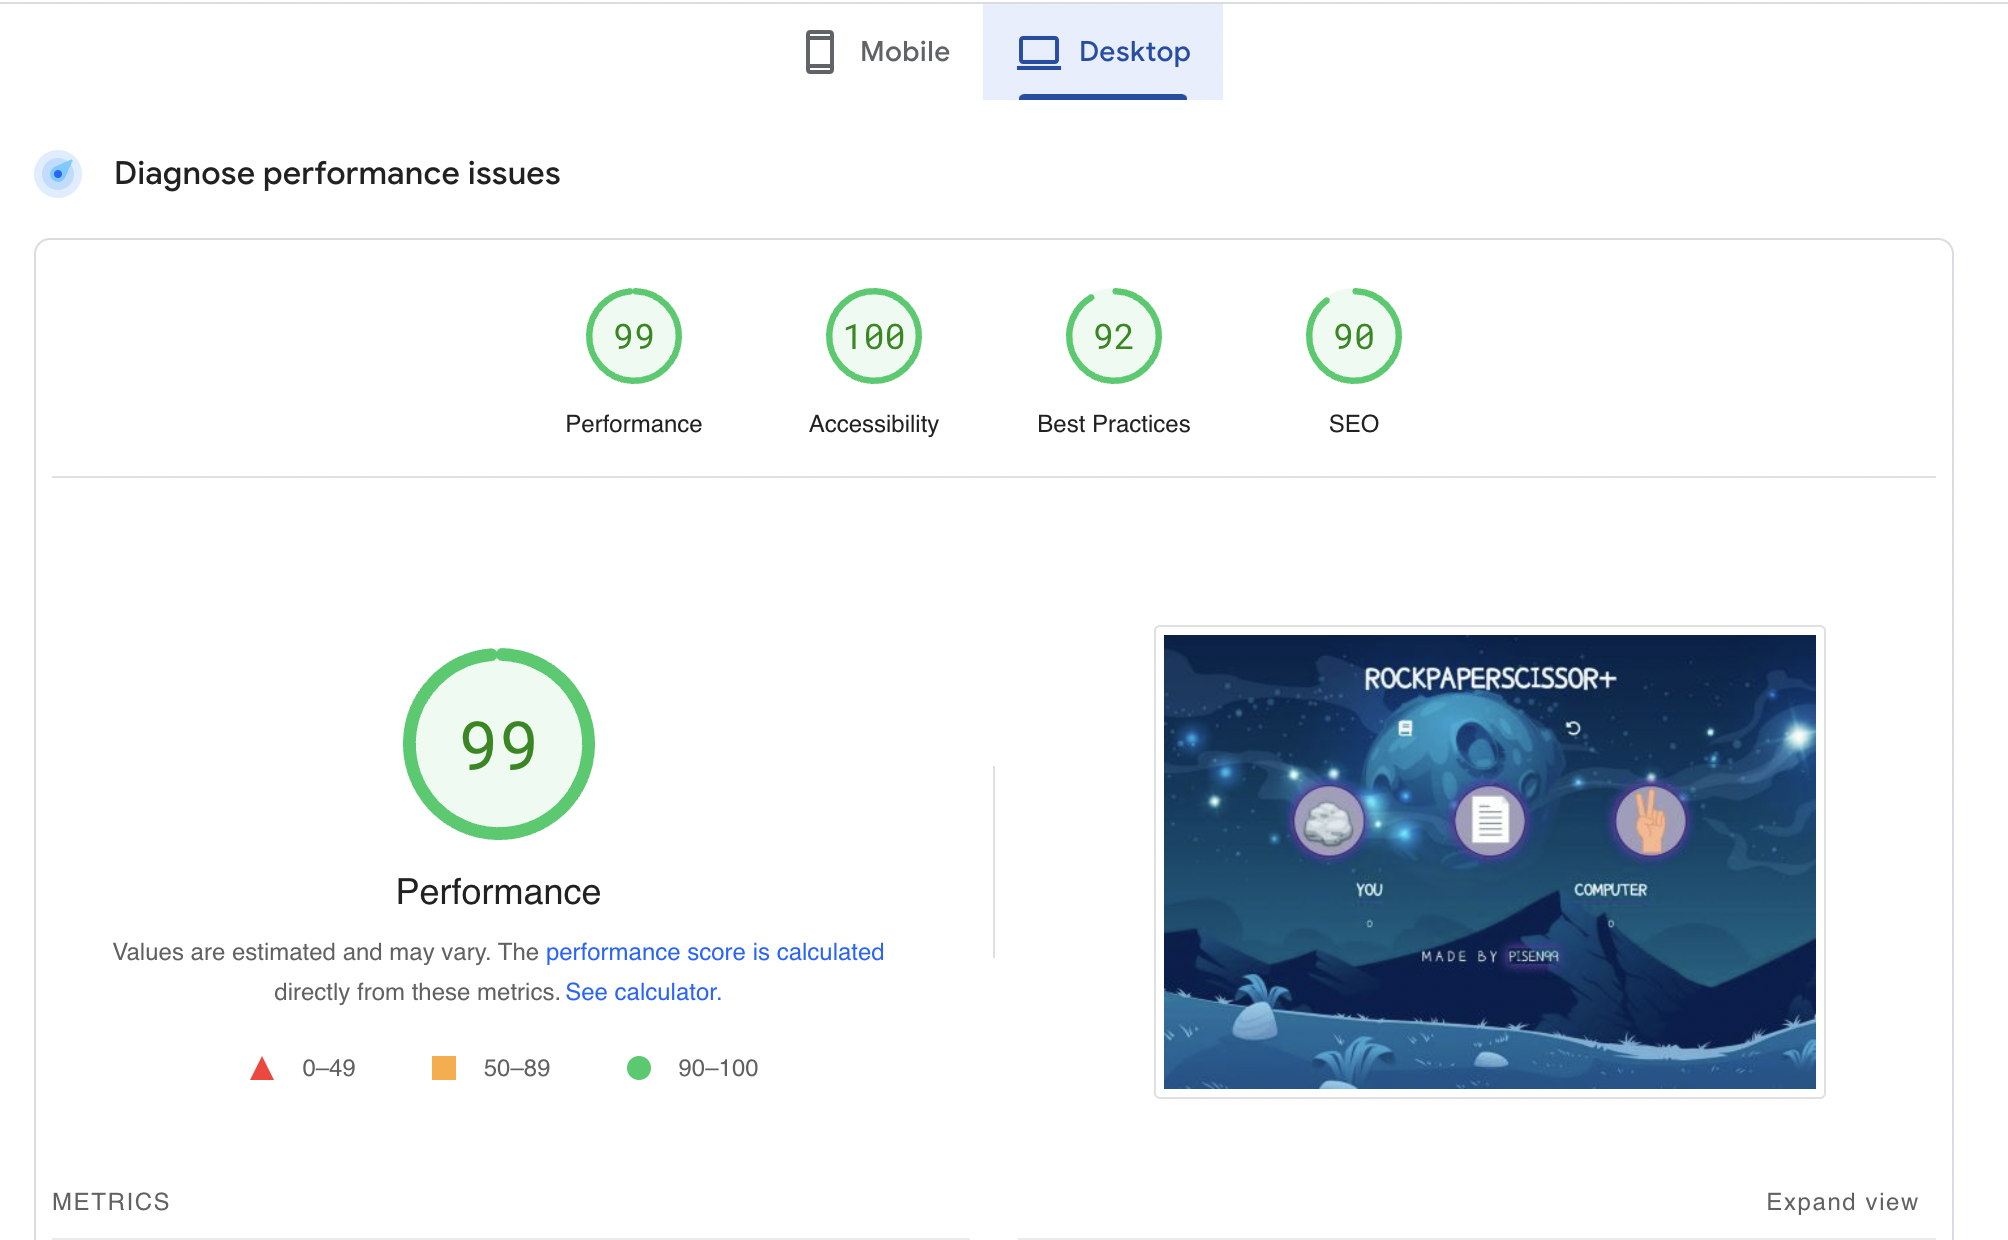 Mobile
Desktop
Diagnose performance issues
99
100
92
90
Performance
Accessibility
Best Practices
SEO
99
Performance
Values are estimated and may vary. The performance score is calculated
directly from these metrics. See calculator.
0–49
50–89
90–100
ROCKPAPERSCISSOR+
YOU
COMPUTER
0
0
MADE BY PISEN99
METRICS
Expand view